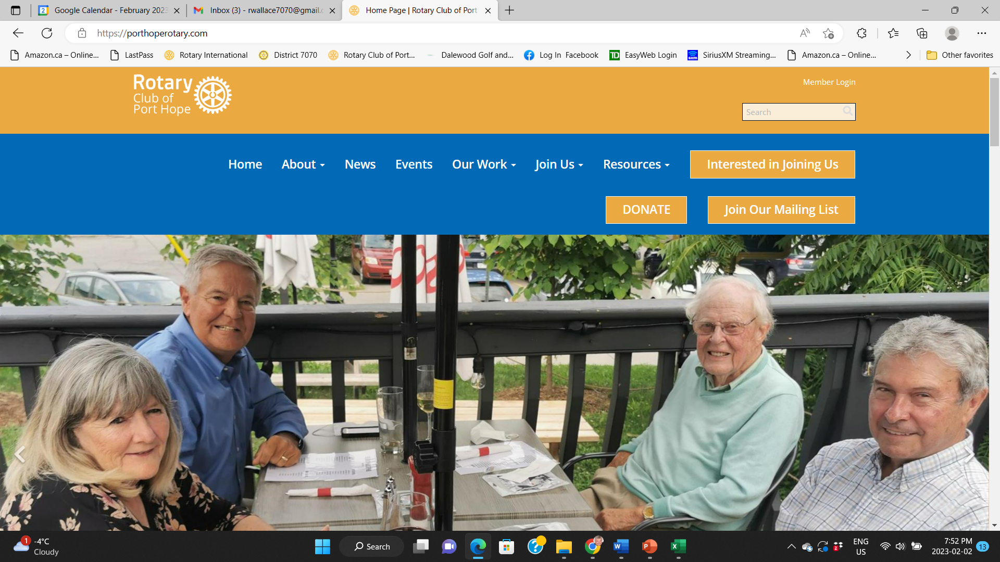 Google Calendar - February 2023
Inbox (3) - rwallace7070@gmail.c
Home Page | Rotary Club of Port
https://porthoperotary.com
Amazon.ca – Online...
LastPass
Rotary International
District 7070
Rotary Club of Port...
Dalewood Golf and...
Log In Facebook
EasyWeb Login
SiriusXM Streaming...
Amazon.ca – Online...
Other favorites
Rotary
Club of
Port Hope
Member Login
Search
Home
About
News
Events
Our Work
Join Us
Resources
Interested in Joining Us
DONATE
Join Our Mailing List
1
-4°C
Cloudy
Search
ENG
US
7:52 PM
2023-02-02
13